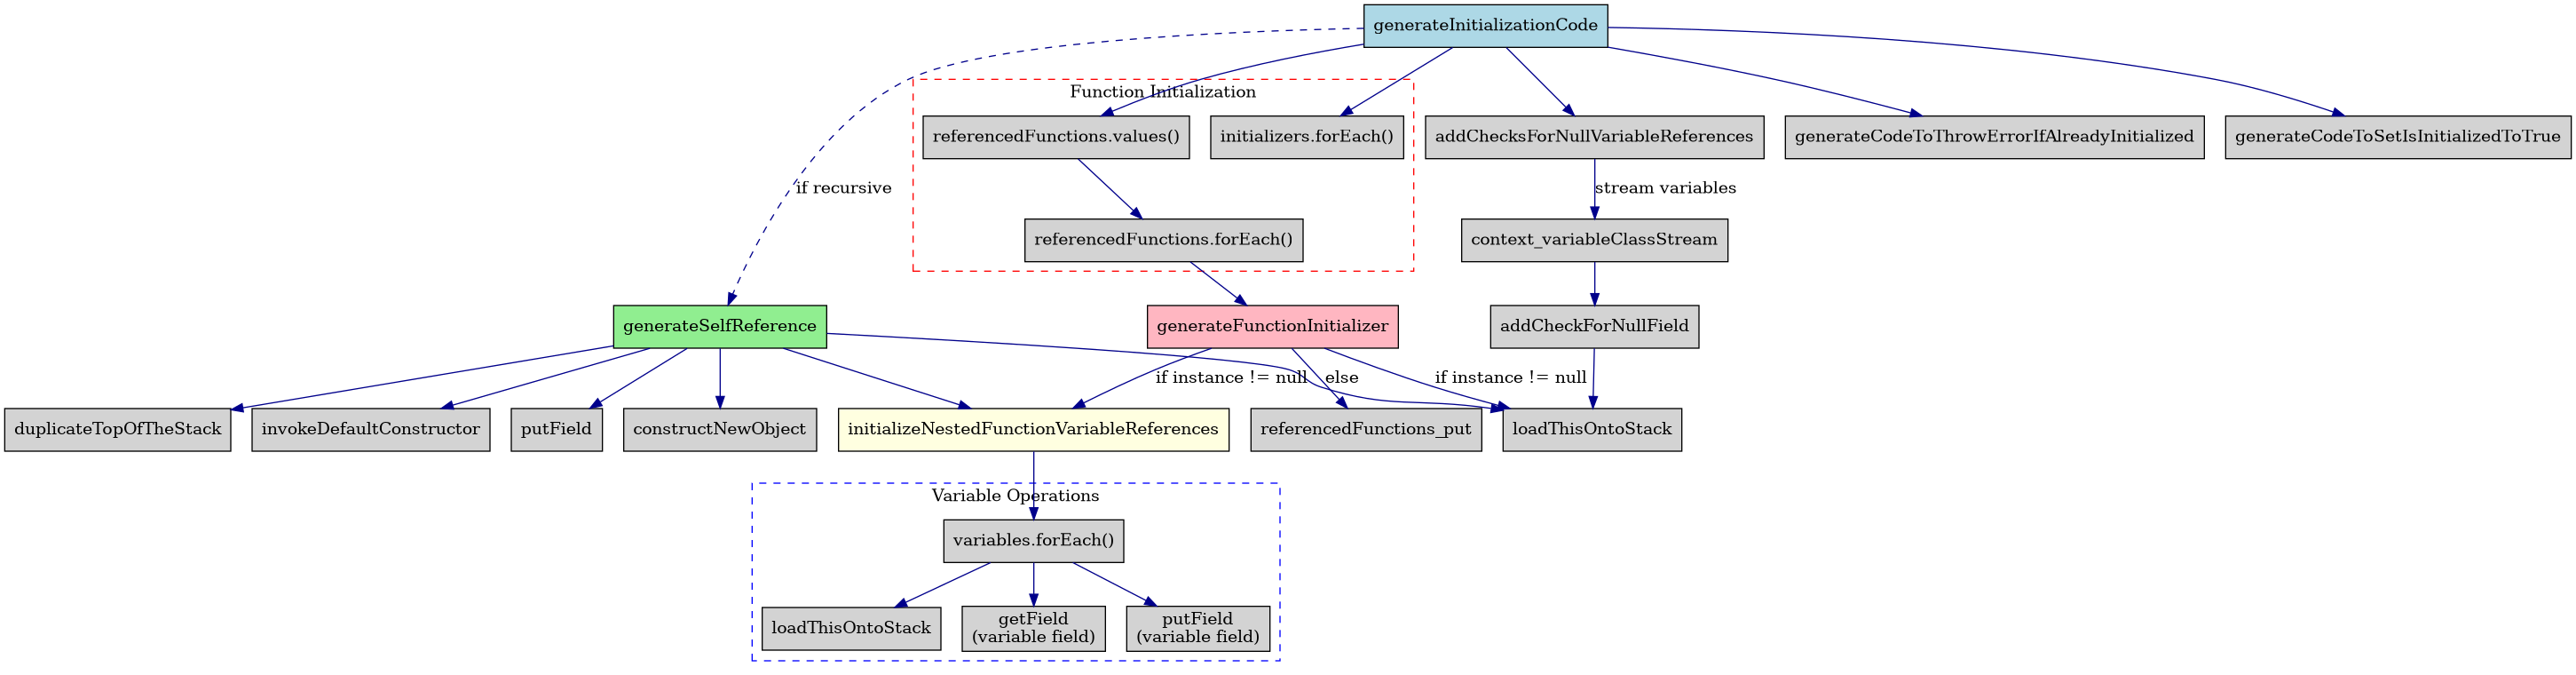 generateInitializationCode
Function Initialization
referencedFunctions.values()
initializers.forEach()
addChecksForNullVariableReferences
generateCodeToThrowErrorIfAlreadyInitialized
generateCodeToSetIsInitializedToTrue
if recursive
stream variables
referencedFunctions.forEach()
context_variableClassStream
generateSelfReference
generateFunctionInitializer
addCheckForNullField
if instance != null
else
if instance != null
duplicateTopOfTheStack
invokeDefaultConstructor
putField
constructNewObject
initializeNestedFunctionVariableReferences
referencedFunctions_put
loadThisOntoStack
Variable Operations
variables.forEach()
loadThisOntoStack
getField
(variable field)
putField
(variable field)